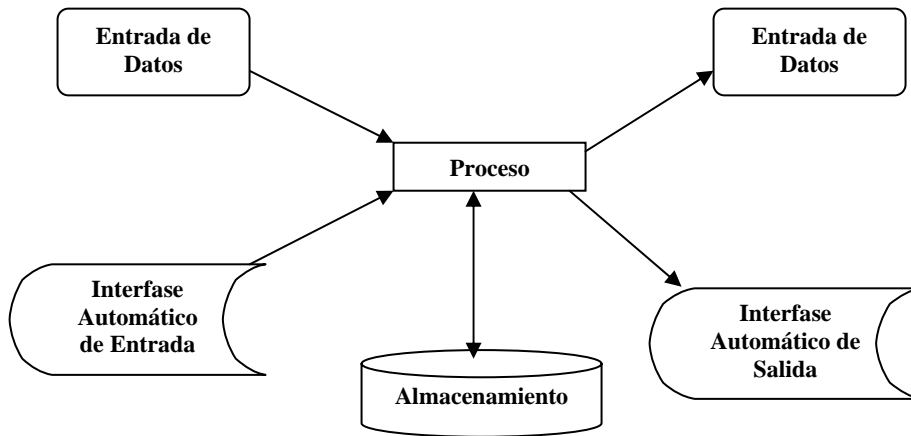 Entrada de
Datos
Entrada de
Datos
Proceso
Interfase
Automático
de Entrada
Almacenamiento
Interfase
Automático de
Salida